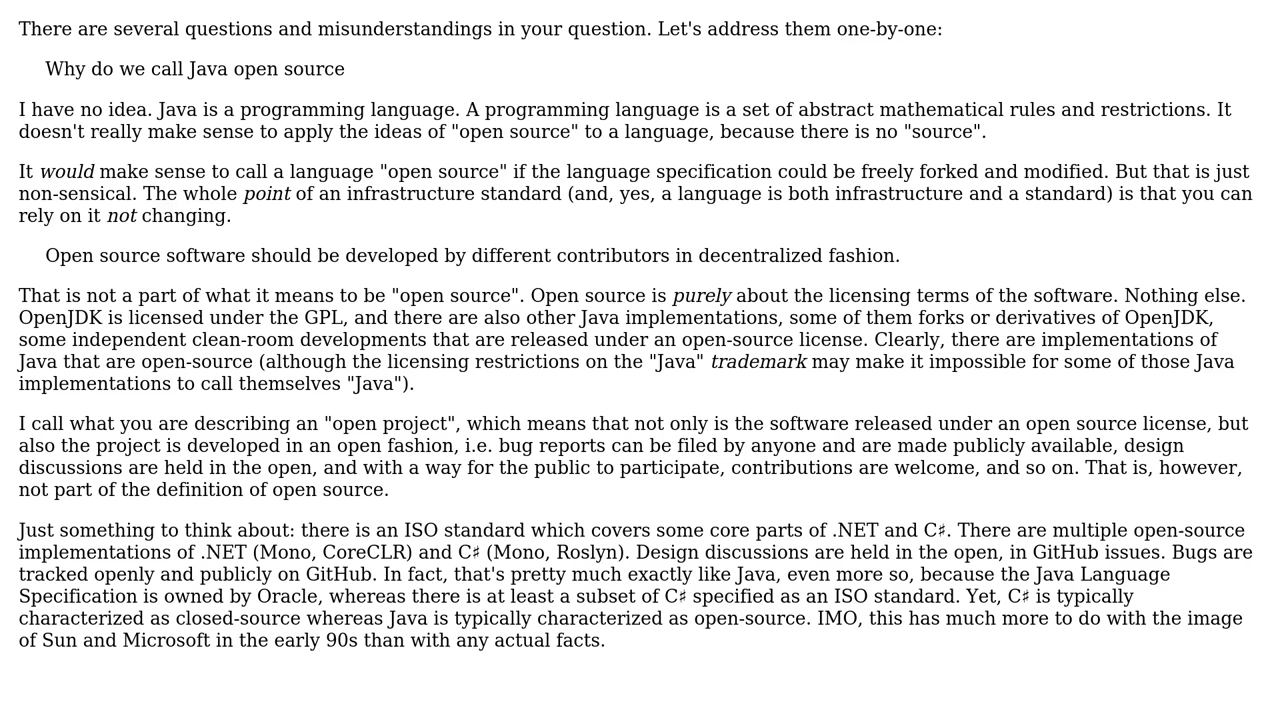 There are several questions and misunderstandings in your question. Let's address them one-by-one:
Why do we call Java open source
I have no idea. Java is a programming language. A programming language is a set of abstract mathematical rules and restrictions. It
doesn't really make sense to apply the ideas of "open source" to a language, because there is no "source".
It would make sense to call a language "open source" if the language specification could be freely forked and modified. But that is just
non-sensical. The whole point of an infrastructure standard (and, yes, a language is both infrastructure and a standard) is that you can
rely on it not changing.
Open source software should be developed by different contributors in decentralized fashion.
That is not a part of what it means to be "open source". Open source is purely about the licensing terms of the software. Nothing else.
OpenJDK is licensed under the GPL, and there are also other Java implementations, some of them forks or derivatives of OpenJDK,
some independent clean-room developments that are released under an open-source license. Clearly, there are implementations of
Java that are open-source (although the licensing restrictions on the "Java" trademark may make it impossible for some of those Java
implementations to call themselves "Java").
I call what you are describing an "open project", which means that not only is the software released under an open source license, but
also the project is developed in an open fashion, i.e. bug reports can be filed by anyone and are made publicly available, design
discussions are held in the open, and with a way for the public to participate, contributions are welcome, and so on. That is, however,
not part of the definition of open source.
Just something to think about: there is an ISO standard which covers some core parts of .NET and C♯. There are multiple open-source
implementations of .NET (Mono, CoreCLR) and C♯ (Mono, Roslyn). Design discussions are held in the open, in GitHub issues. Bugs are
tracked openly and publicly on GitHub. In fact, that's pretty much exactly like Java, even more so, because the Java Language
Specification is owned by Oracle, whereas there is at least a subset of C♯ specified as an ISO standard. Yet, C♯ is typically
characterized as closed-source whereas Java is typically characterized as open-source. IMO, this has much more to do with the image
of Sun and Microsoft in the early 90s than with any actual facts.